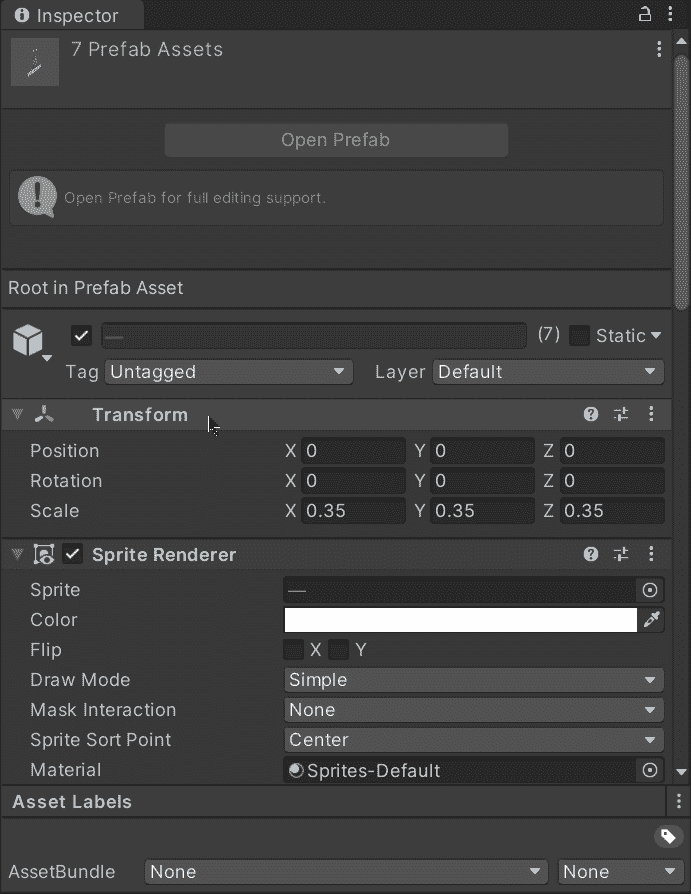 Inspector
7 Prefab Assets
Open Prefab
Open Prefab for full editing support.
Root in Prefab Asset
— (7) Static
Tag Untagged Layer Default
Transform
Position X 0 Y 0 Z 0
Rotation X 0 Y 0 Z 0
Scale X 0.35 Y 0.35 Z 0.35
Sprite Renderer
Sprite —
Color
Flip X Y
Draw Mode Simple
Mask Interaction None
Sprite Sort Point Center
Material Sprites-Default
Asset Labels
AssetBundle None None